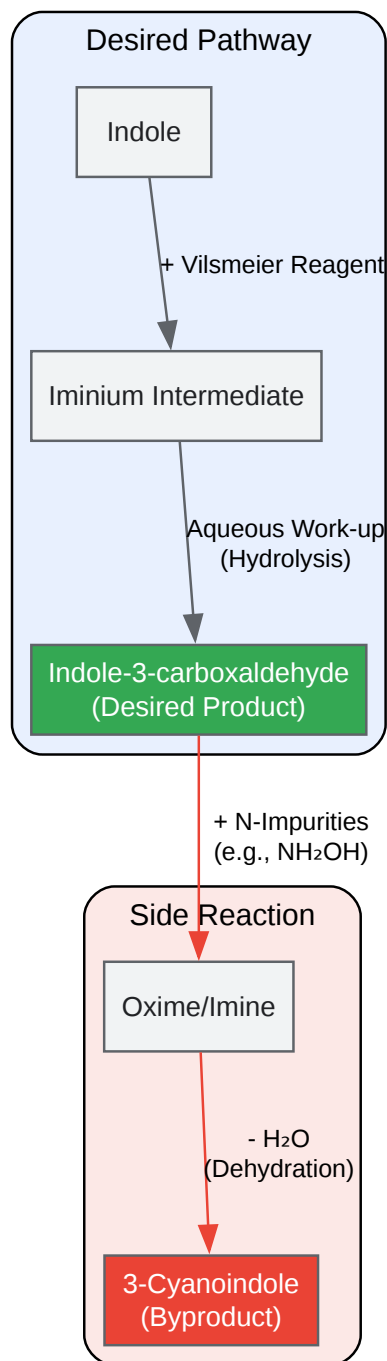 Desired Pathway
Indole
+ Vilsmeier Reagent
Iminium Intermediate
Aqueous Work-up
(Hydrolysis)
Indole-3-carboxaldehyde
(Desired Product)
+ N-Impurities
(e.g., NH₂OH)
Side Reaction
Oxime/Imine
- H₂O
(Dehydration)
3-Cyanoindole
(Byproduct)